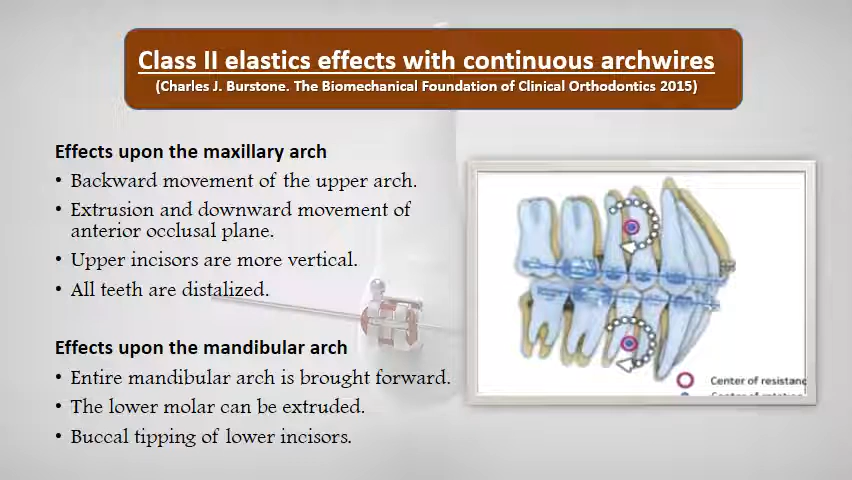 Class II elastics effects with continuous archwires
(Charles J. Burstone. The Biomechanical Foundation of Clinical Orthodontics 2015)
Effects upon the maxillary arch
• Backward movement of the upper arch.
• Extrusion and downward movement of
anterior occlusal plane.
• Upper incisors are more vertical.
• All teeth are distalized.
Effects upon the mandibular arch
• Entire mandibular arch is brought forward.
• The lower molar can be extruded.
• Buccal tipping of lower incisors.
Center of resistanc